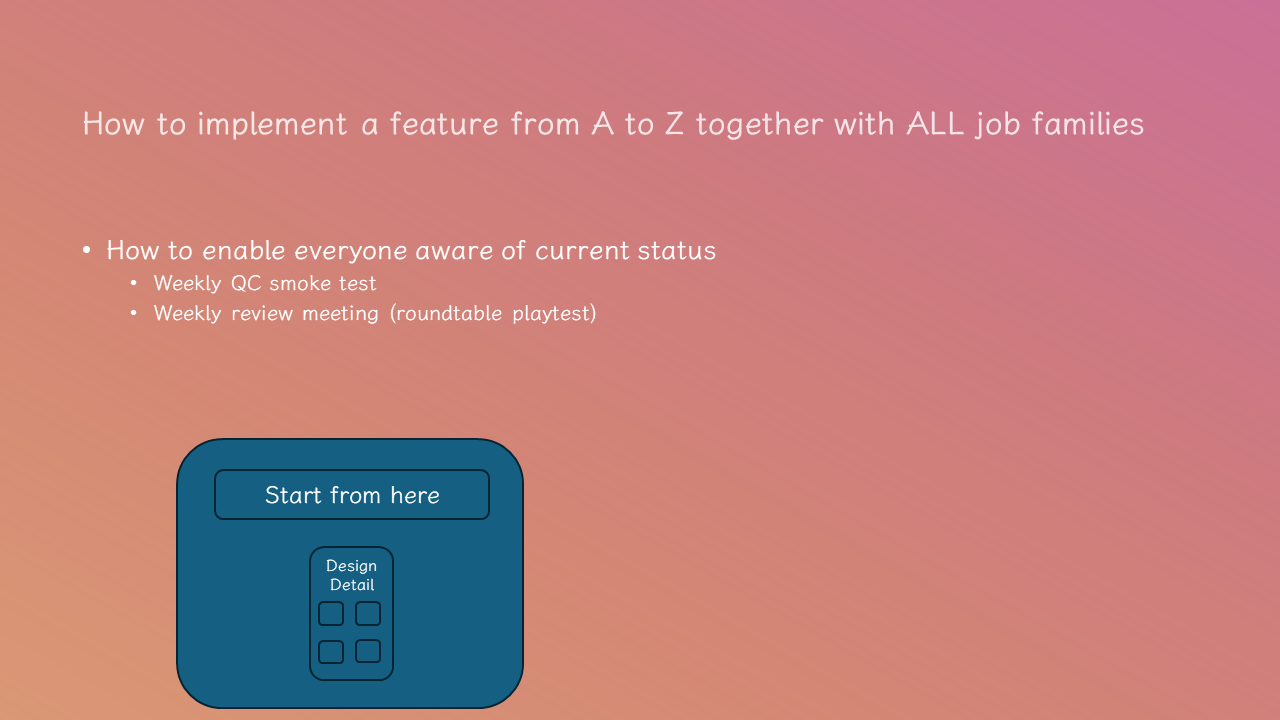 How to implement a feature from A to Z together with ALL job families
• How to enable everyone aware of current status
• Weekly QC smoke test
• Weekly review meeting (roundtable playtest)
Start from here
Design
Detail